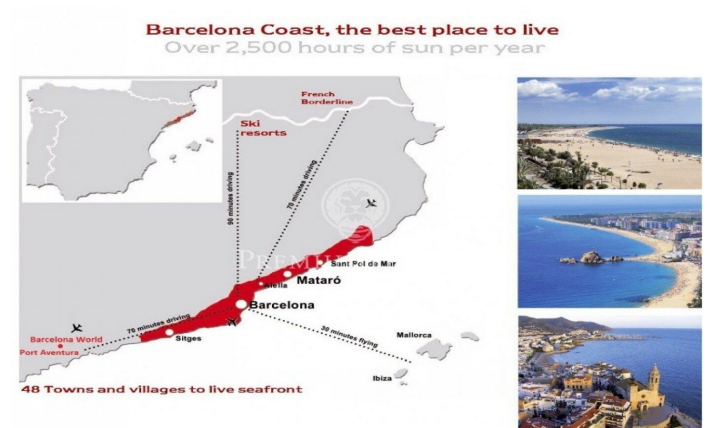 Barcelona Coast, the best place to live
Over 2,500 hours of sun per year
French
Borderline
Ski
resorts
90 minutes driving
70 minutes driving
PREMI
Sant Pol de Mar
Alella
Mataró
Barcelona
70 minutes driving
Sitges
30 minutes flying
Barcelona World
Port Aventura
Mallorca
Ibiza
48 Towns and villages to live seafront